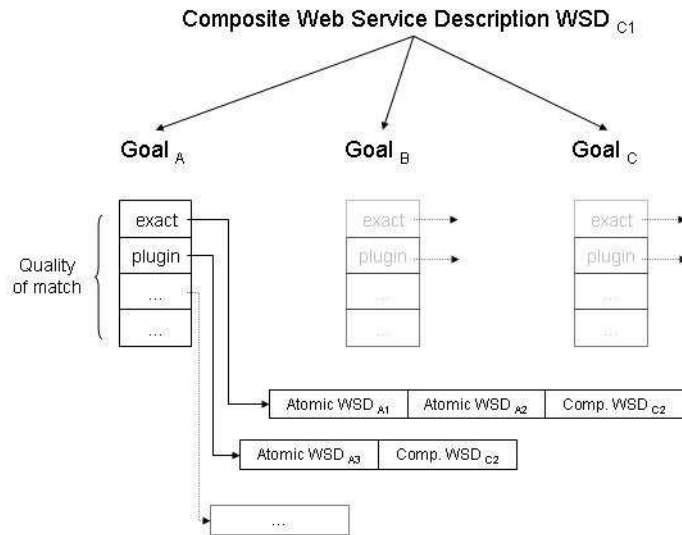 Composite Web Service Description WSD C1
Goal A Goal B Goal C
exact exact exact
plugin plugin plugin
Quality of match
... ... ...
... ... ...
Atomic WSD A1 Atomic WSD A2 Comp. WSD C2
Atomic WSD A3 Comp. WSD C2
...